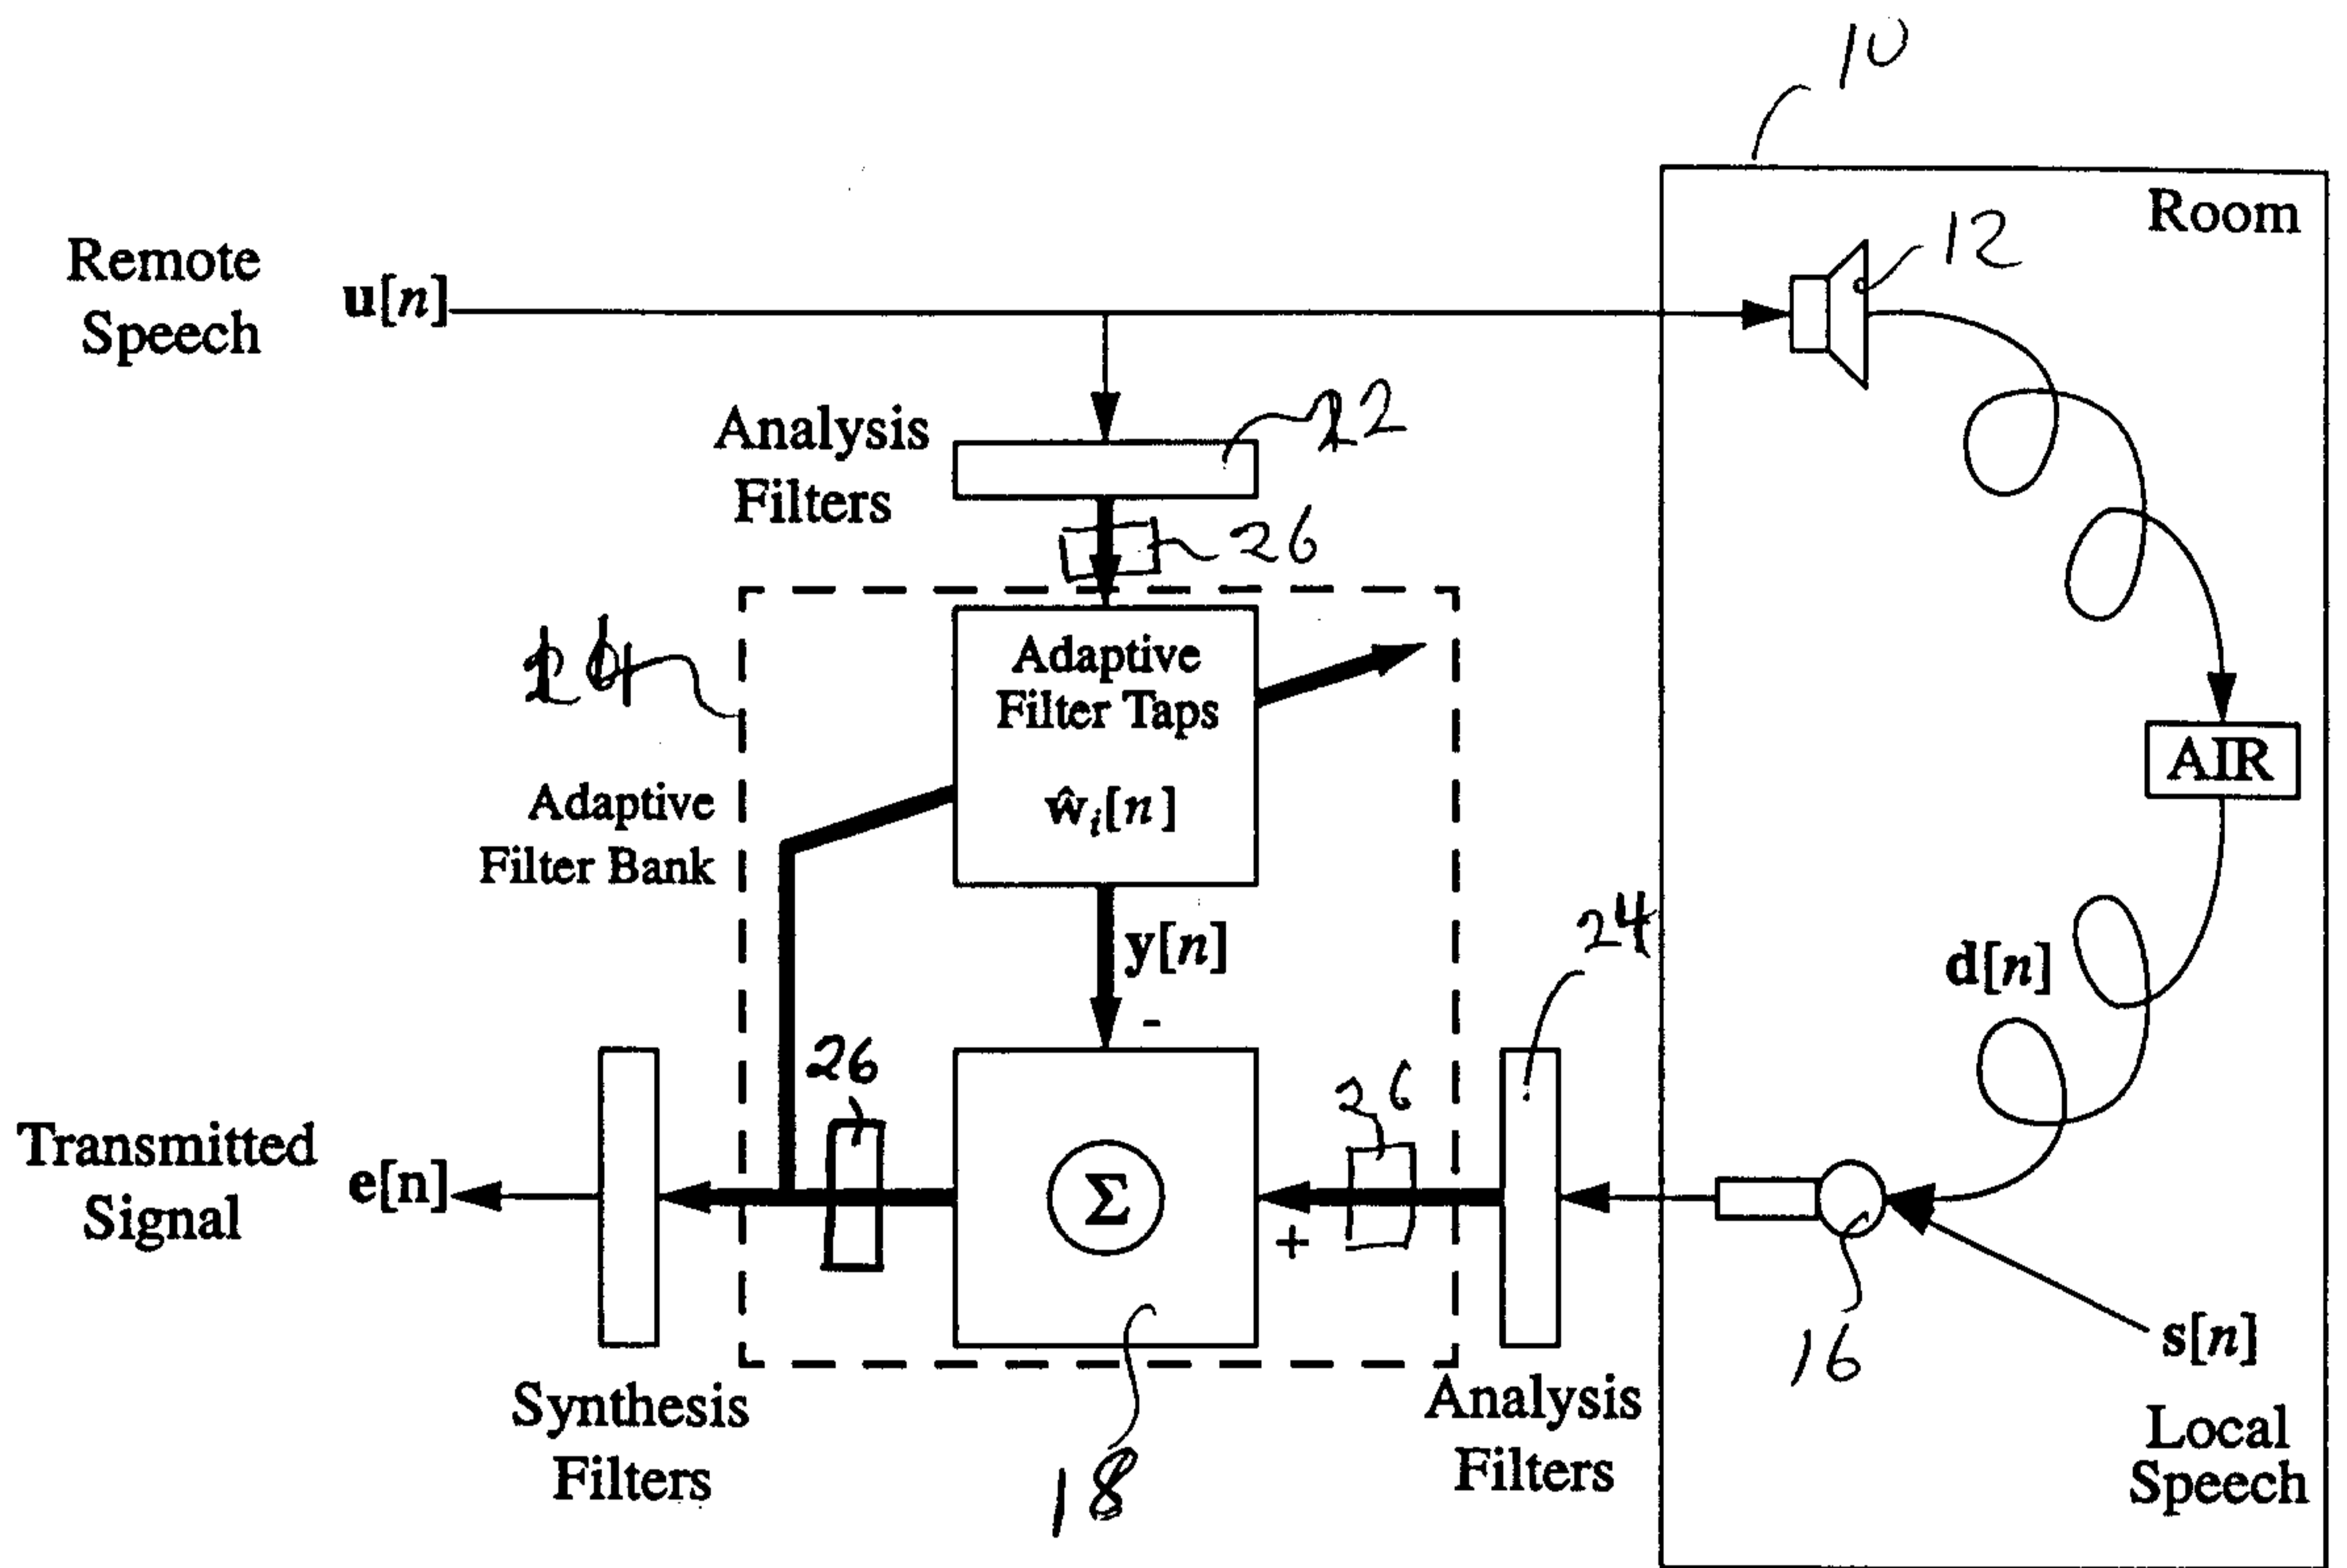 10
Room
12
Remote
Speech
u[n]
Analysis
Filters
22
26
Adaptive
Filter Taps
ŵᵢ[n]
AIR
Adaptive
Filter Bank
y[n]
-
24
d[n]
26
26
Transmitted
Signal
e[n]
Σ
+
16
s[n]
Synthesis
Filters
18
Analysis
Filters
Local
Speech